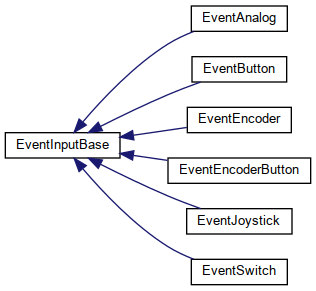 EventAnalog
EventButton
EventEncoder
EventInputBase
EventEncoderButton
EventJoystick
EventSwitch